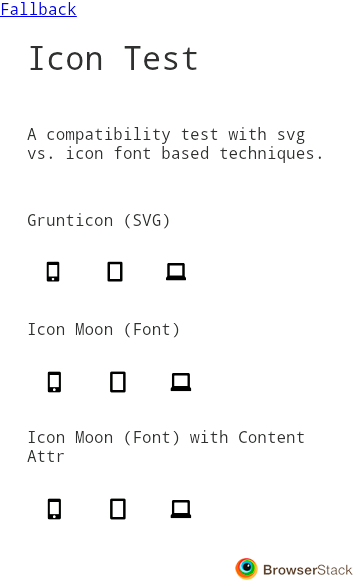 Fallback
Icon Test
A compatibility test with svg
vs. icon font based techniques.
Grunticon (SVG)
Icon Moon (Font)
Icon Moon (Font) with Content
Attr
BrowserStack